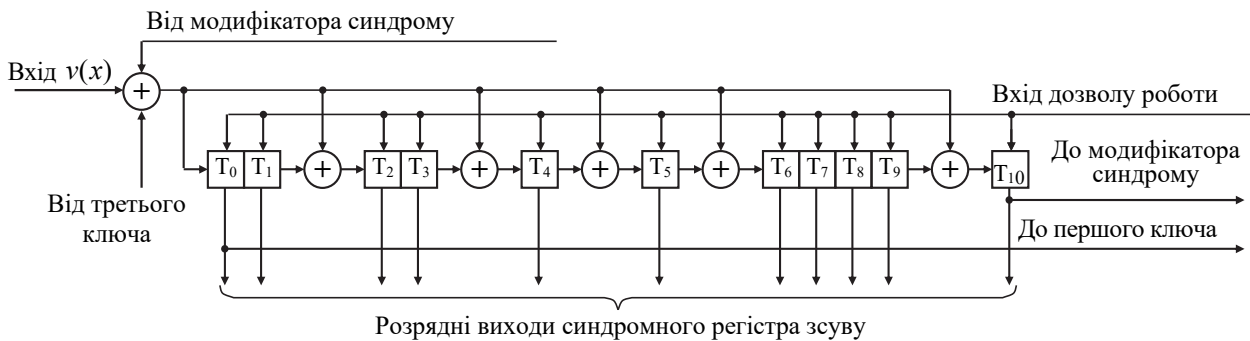 Від модифікатора синдрому
Вхід v(x)
+
Вхід дозволу роботи
T0 T1 + T2 T3 + T4 + T5 + T6 T7 T8 T9 + T10
До модифікатора
синдрому
Від третього
ключа
До першого ключа
Розрядні виходи синдромного регістра зсуву